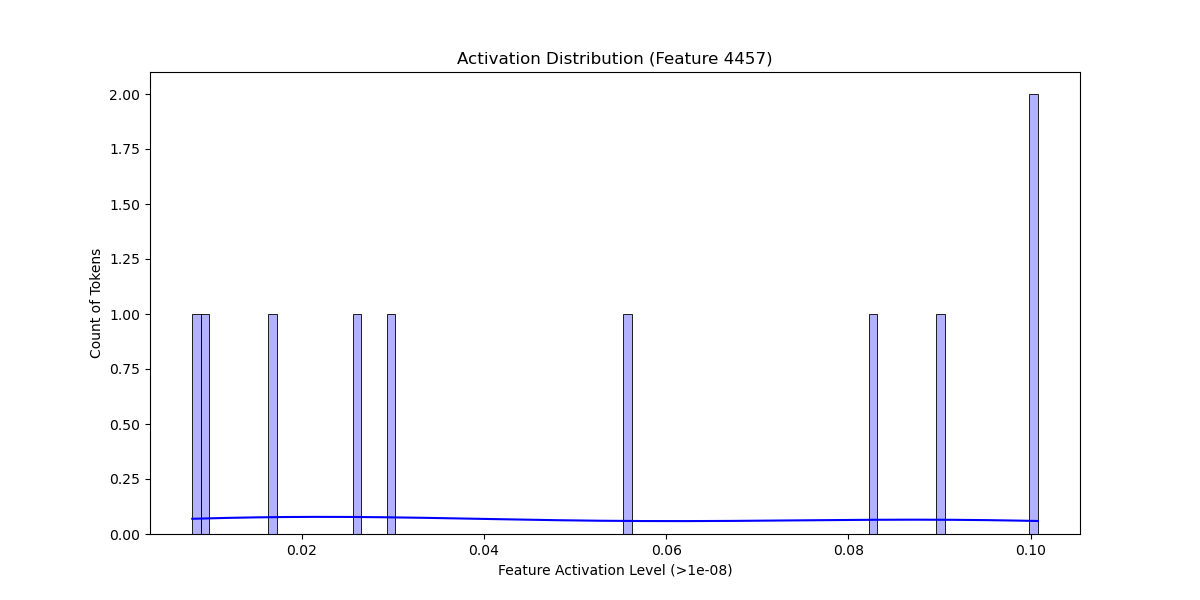 Activation Distribution (Feature 4457)
Count of Tokens
2.00
1.75
1.50
1.25
1.00
0.75
0.50
0.25
0.00
0.02 0.04 0.06 0.08 0.10
Feature Activation Level (>1e-08)